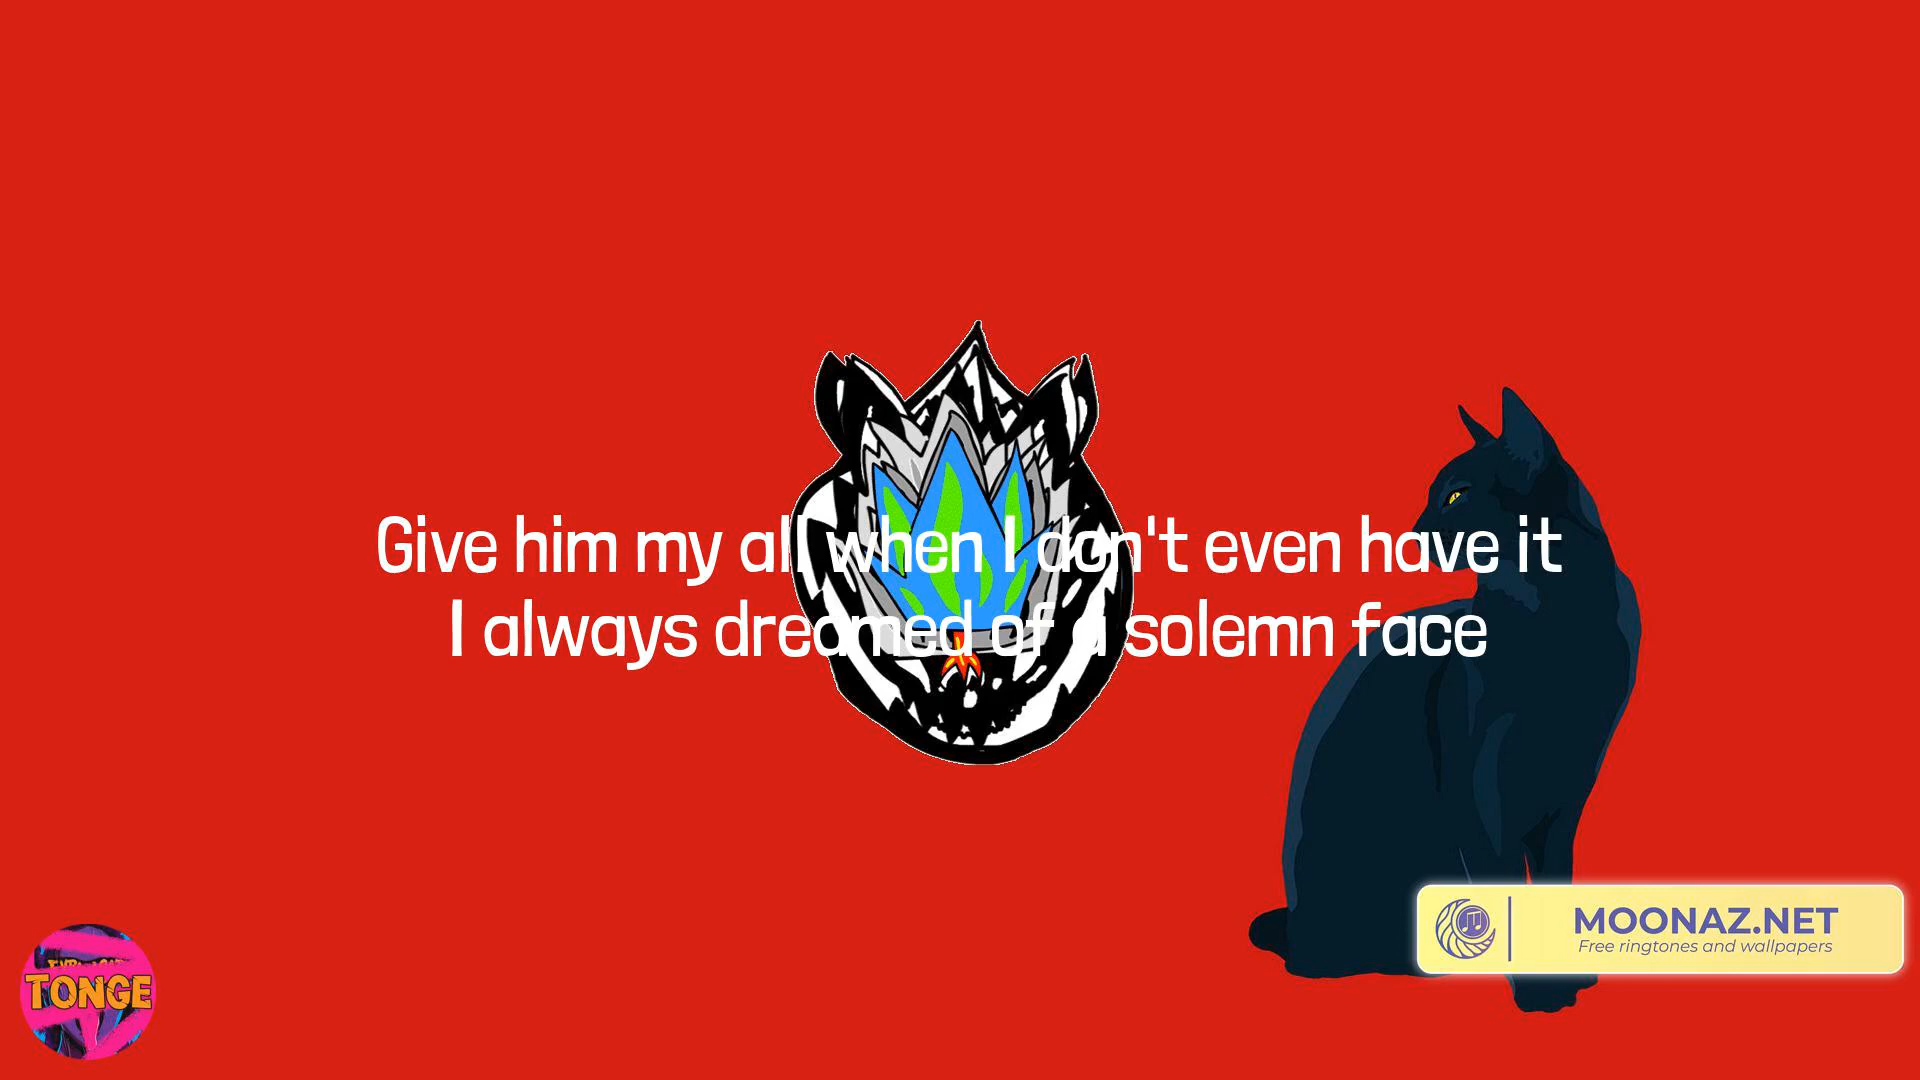 Give him my all when I don't even have it
I always dreamed of a solemn face
MOONAZ.NET
Free ringtones and wallpapers
TONGE